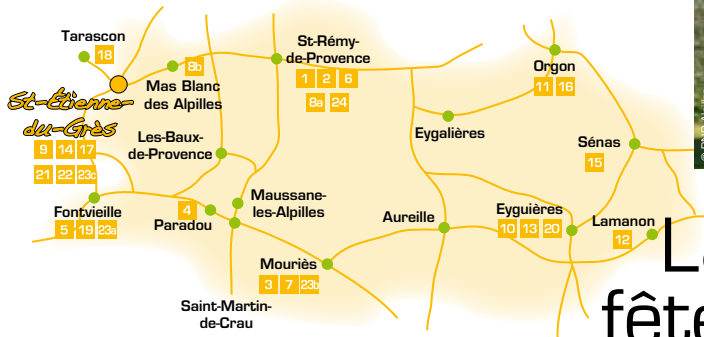 Tarascon
18
8b
Mas Blanc
des Alpilles
St-Rémy-
de-Provence
1 2 6
8a 24
Orgon
11 16
St-Étienne-
du-Grès
9 14 17
21 22 23c
Les-Baux-
de-Provence
Eygalières
Sénas
15
Fontvieille
5 19 23a
4
Paradou
Maussane-
les-Alpilles
Aureille
Eyguières
10 13 20
Lamanon
12
Mouriès
3 7 23b
Saint-Martin-
de-Crau
fête